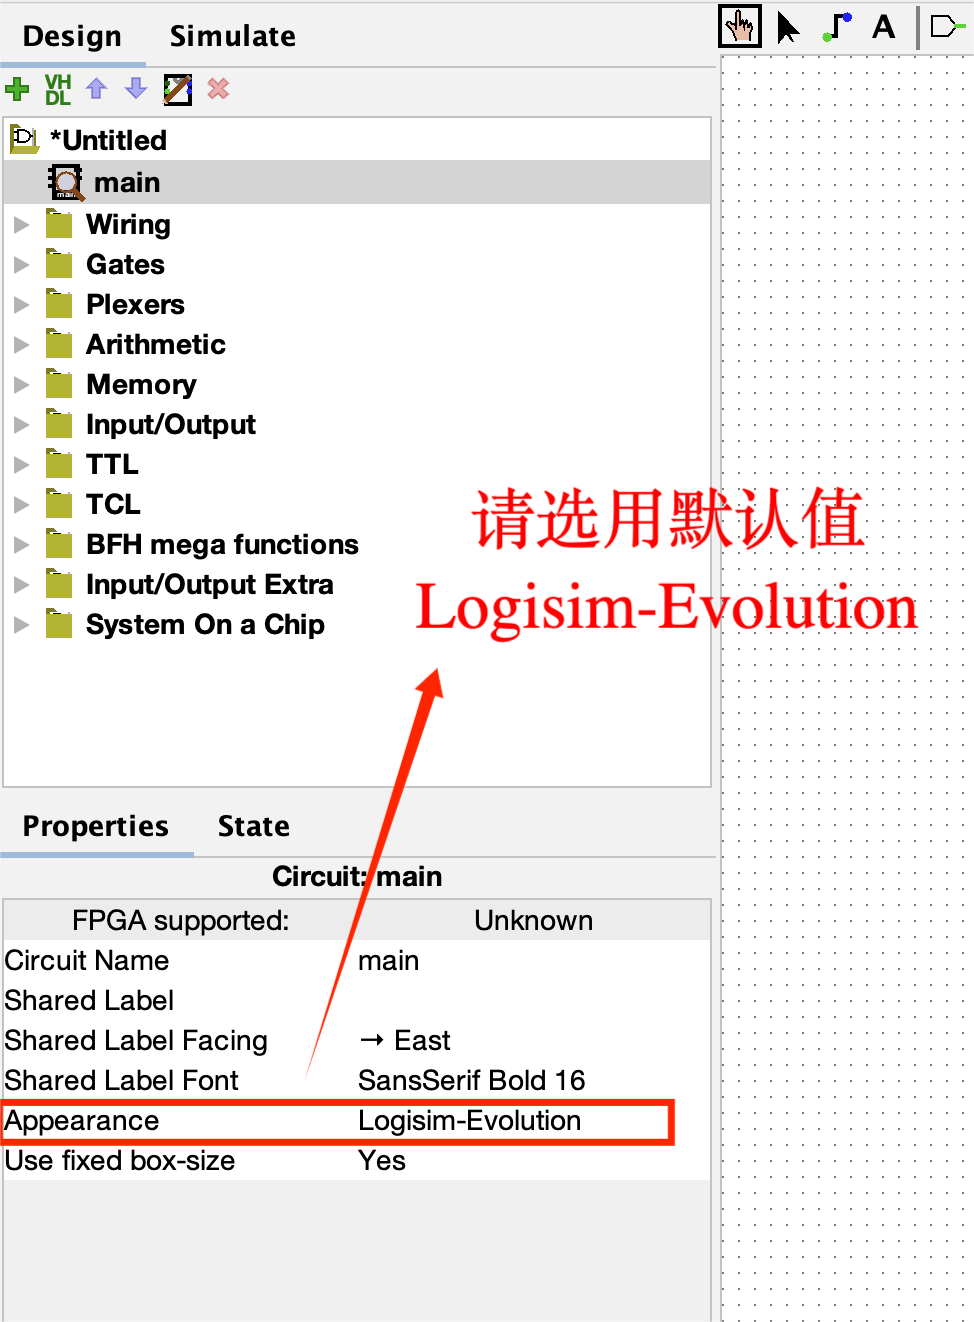 Design Simulate
A
VH
DL
*Untitled
main
Wiring
Gates
Plexers
Arithmetic
Memory
Input/Output
TTL
TCL
BFH mega functions
Input/Output Extra
System On a Chip
请选用默认值
Logisim-Evolution
Properties State
Circuit: main
FPGA supported: Unknown
Circuit Name main
Shared Label
Shared Label Facing → East
Shared Label Font SansSerif Bold 16
Appearance Logisim-Evolution
Use fixed box-size Yes